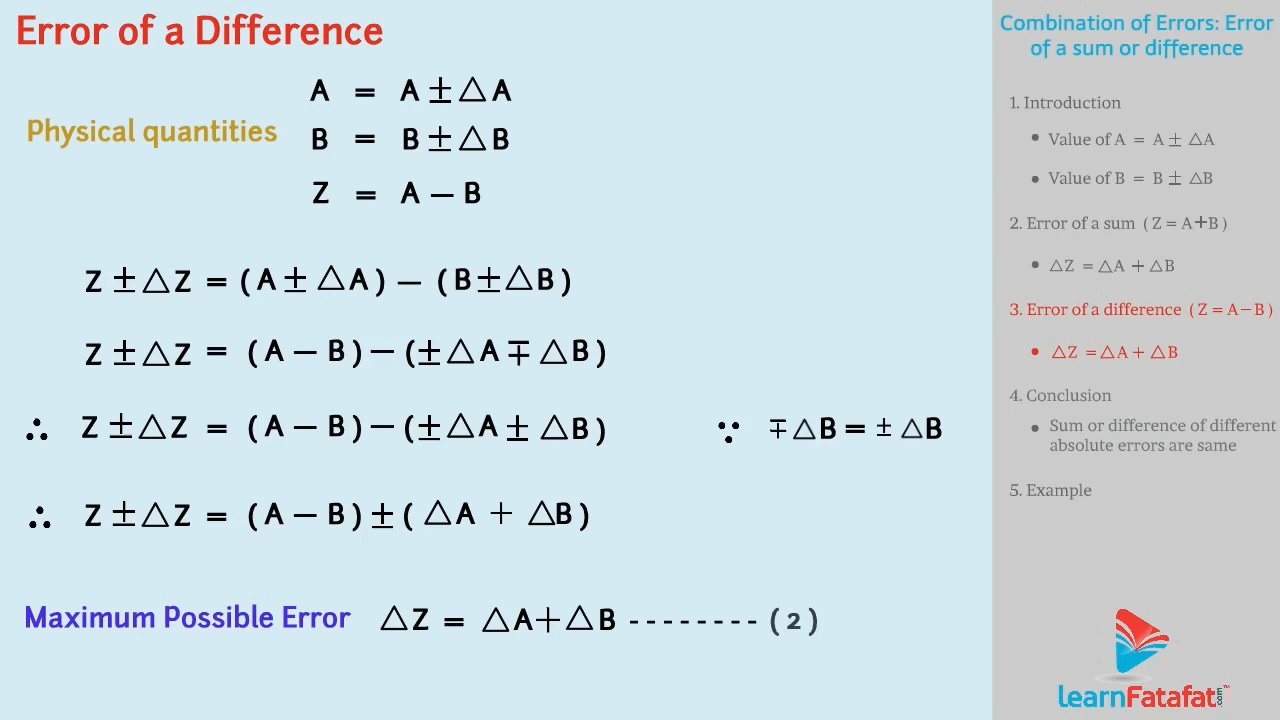 Error of a Difference
A = A ± △ A
Physical quantities
B = B ± △ B
Z = A — B
Z ± △ Z = ( A ± △ A ) — ( B ± △ B )
Z ± △ Z = ( A — B ) — ( ± △ A ∓ △ B )
∴ Z ± △ Z = ( A — B ) — ( ± △ A ± △ B ) ∵ ∓ △ B = ± △ B
∴ Z ± △ Z = ( A — B ) ± ( △ A + △ B )
Maximum Possible Error △ Z = △ A + △ B - - - - - - - - ( 2 )
Combination of Errors: Error
of a sum or difference
1. Introduction
• Value of A = A ± △A
• Value of B = B ± △B
2. Error of a sum ( Z = A+B )
• △Z = △A + △B
3. Error of a difference ( Z = A−B )
• △Z = △A + △B
4. Conclusion
• Sum or difference of different
absolute errors are same
5. Example
learnFatafat.com™